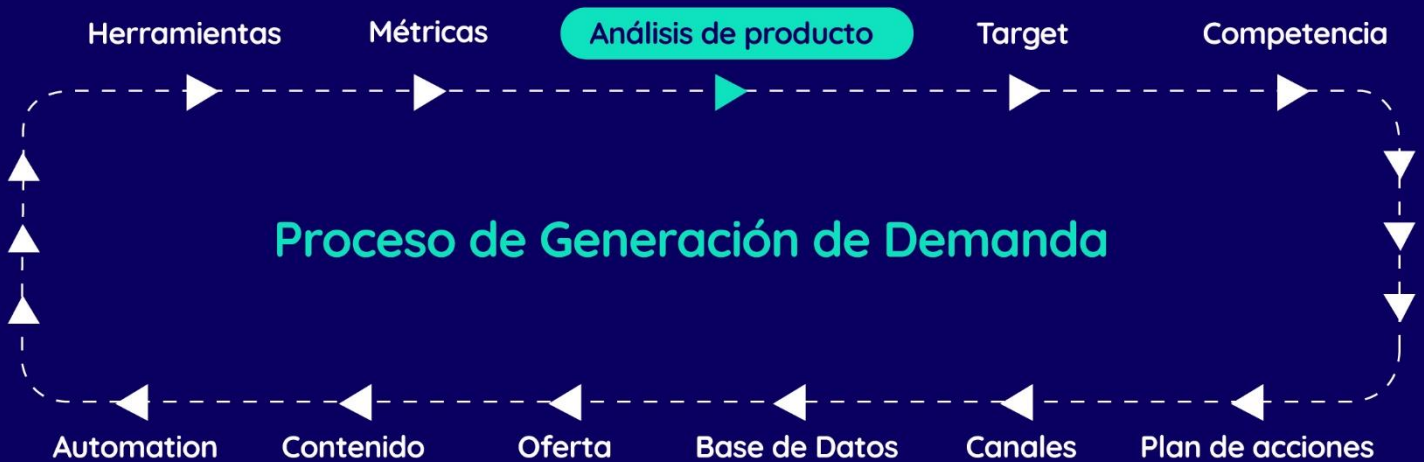 Herramientas
Métricas
Análisis de producto
Target
Competencia
Proceso de Generación de Demanda
Automation
Contenido
Oferta
Base de Datos
Canales
Plan de acciones